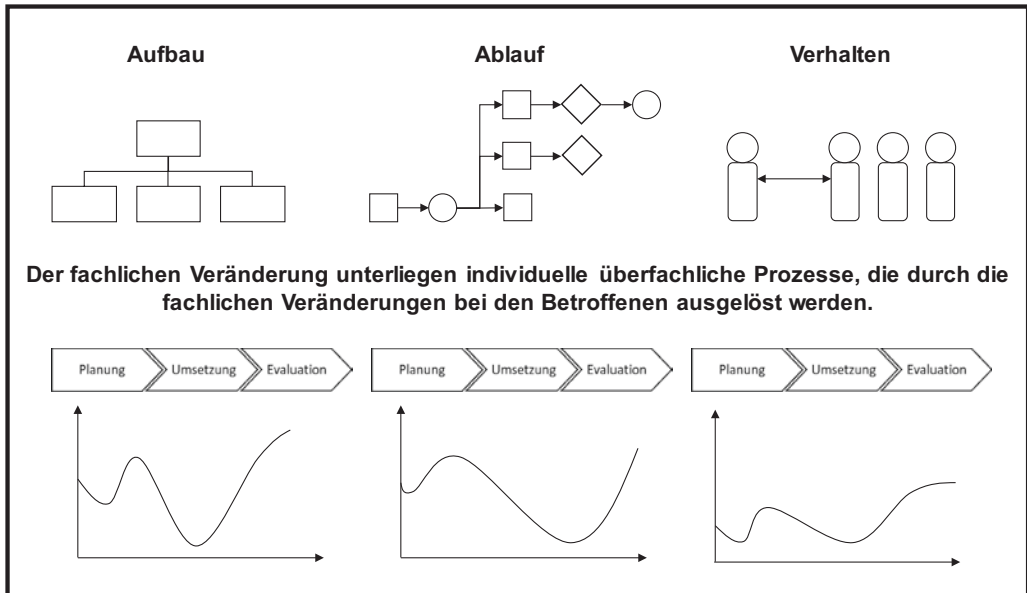 Aufbau
Ablauf
Verhalten
Der fachlichen Veränderung unterliegen individuelle überfachliche Prozesse, die durch die
fachlichen Veränderungen bei den Betroffenen ausgelöst werden.
Planung Umsetzung Evaluation
Planung Umsetzung Evaluation
Planung Umsetzung Evaluation